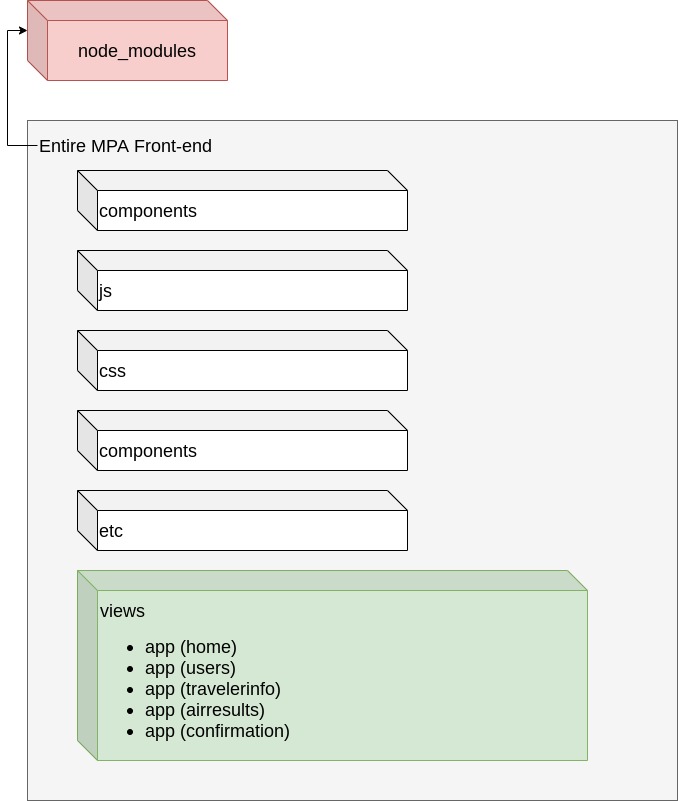 node_modules
Entire MPA Front-end
components
js
css
components
etc
views
• app (home)
• app (users)
• app (travelerinfo)
• app (airresults)
• app (confirmation)